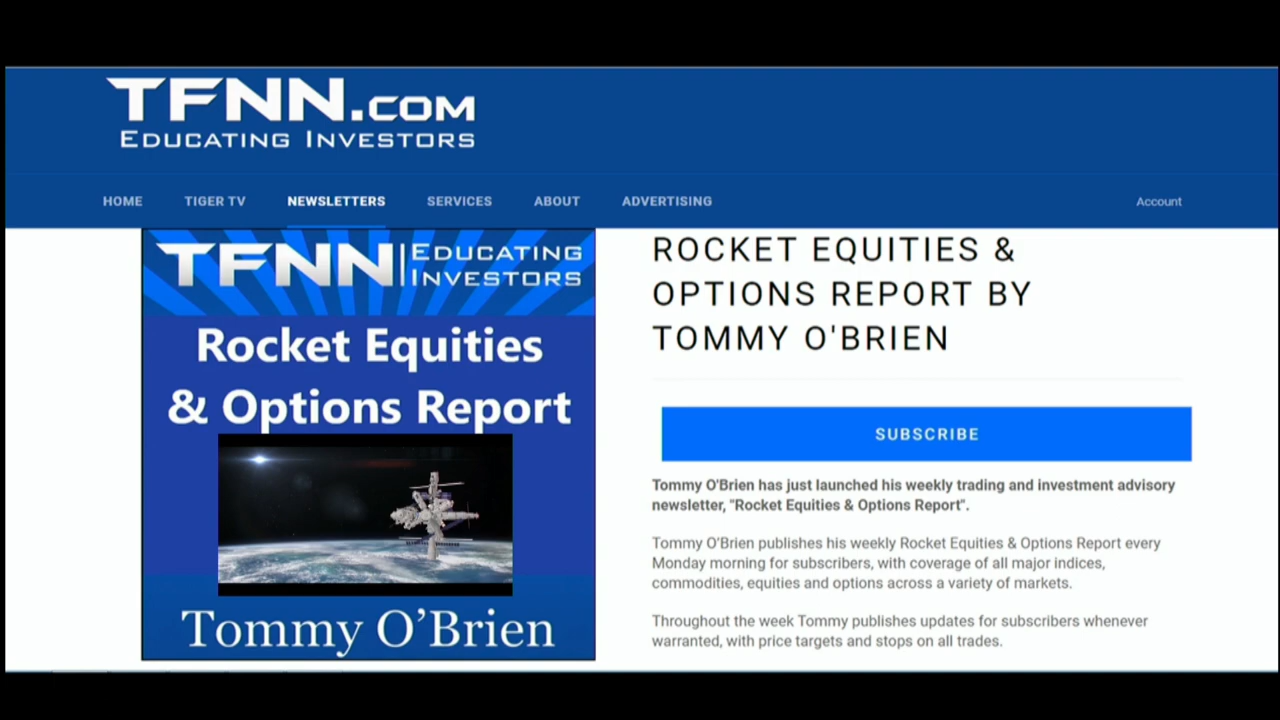 TFNN.COM
EDUCATING INVESTORS
HOME TIGER TV NEWSLETTERS SERVICES ABOUT ADVERTISING Account
TFNN | EDUCATING
INVESTORS
Rocket Equities
& Options Report
Tommy O’Brien
ROCKET EQUITIES &
OPTIONS REPORT BY
TOMMY O'BRIEN
SUBSCRIBE
Tommy O'Brien has just launched his weekly trading and investment advisory
newsletter, "Rocket Equities & Options Report".
Tommy O'Brien publishes his weekly Rocket Equities & Options Report every
Monday morning for subscribers, with coverage of all major indices,
commodities, equities and options across a variety of markets.
Throughout the week Tommy publishes updates for subscribers whenever
warranted, with price targets and stops on all trades.